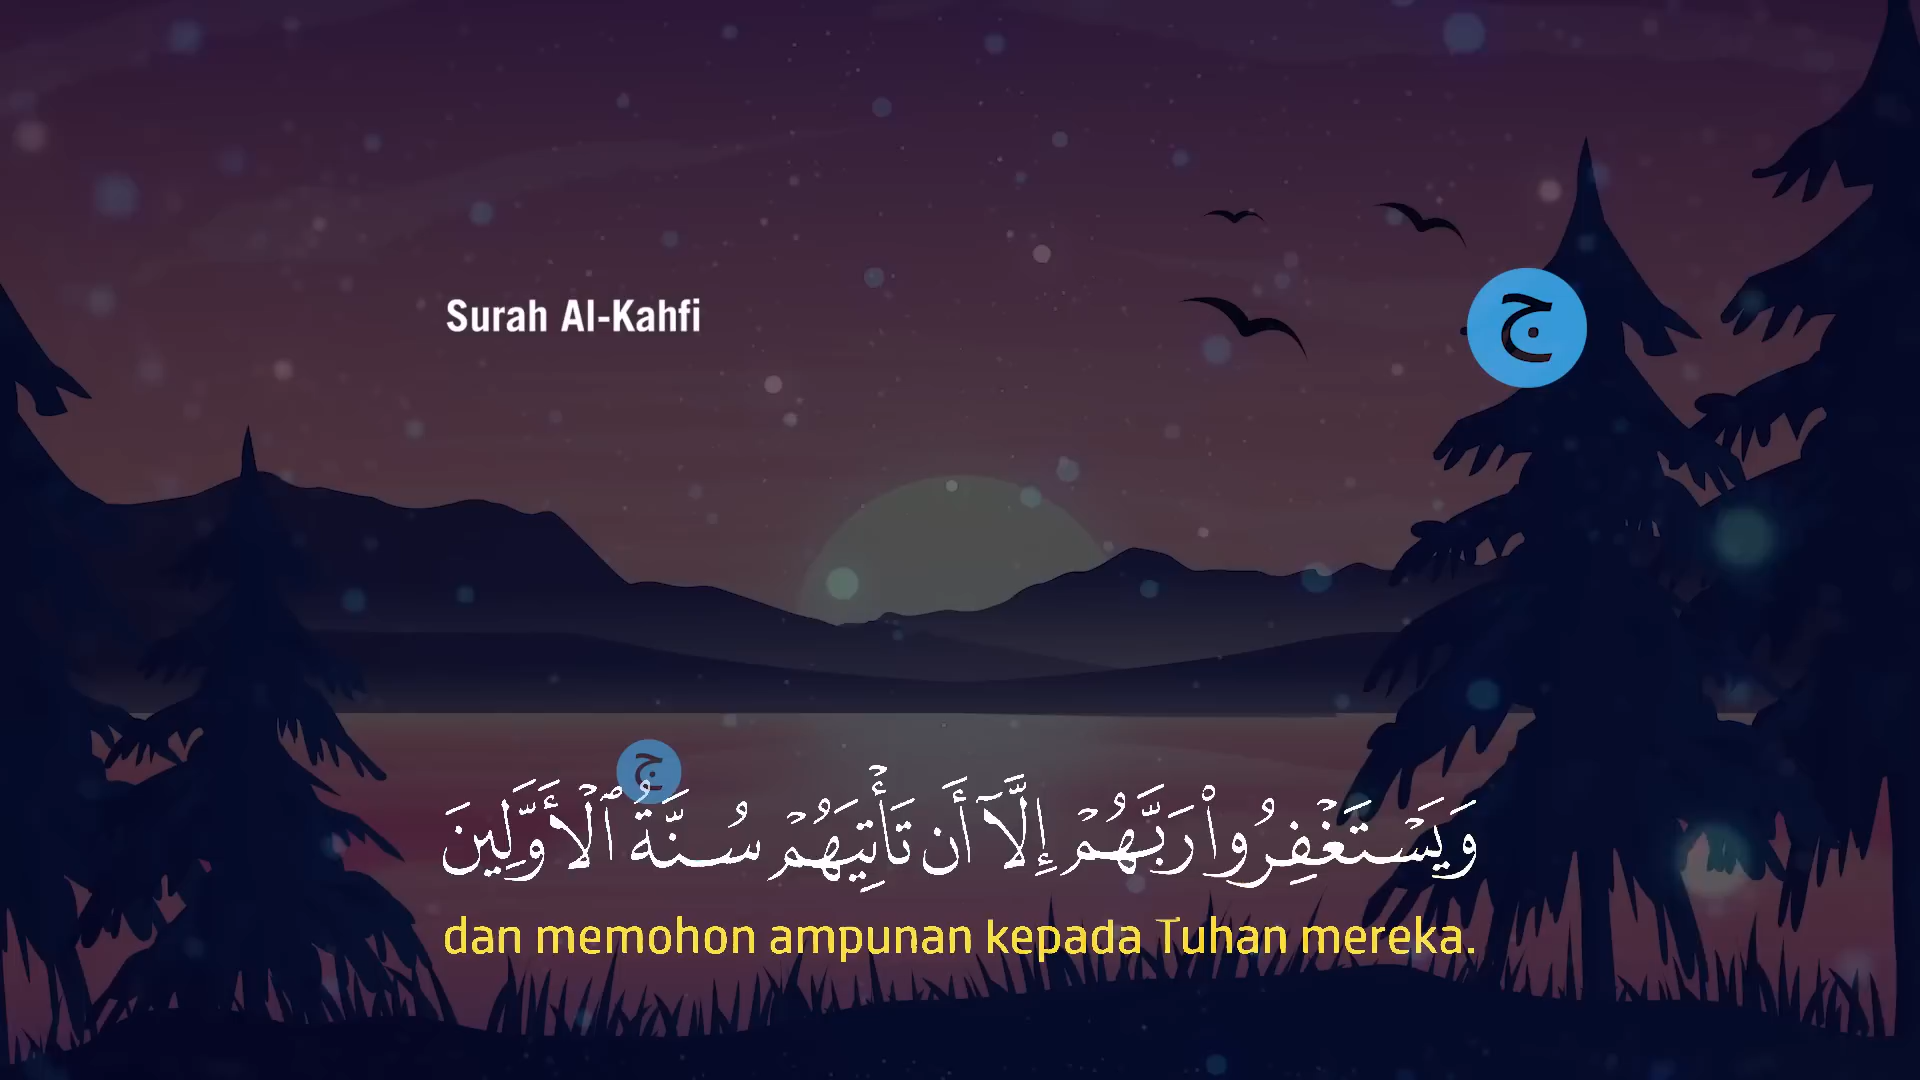 Surah Al-Kahfi
ج
ج
وَيَسْتَغْفِرُوا۟ رَبَّهُمْ إِلَّآ أَن تَأْتِيَهُمْ سُنَّةُ ٱلْأَوَّلِينَ
dan memohon ampunan kepada Tuhan mereka.